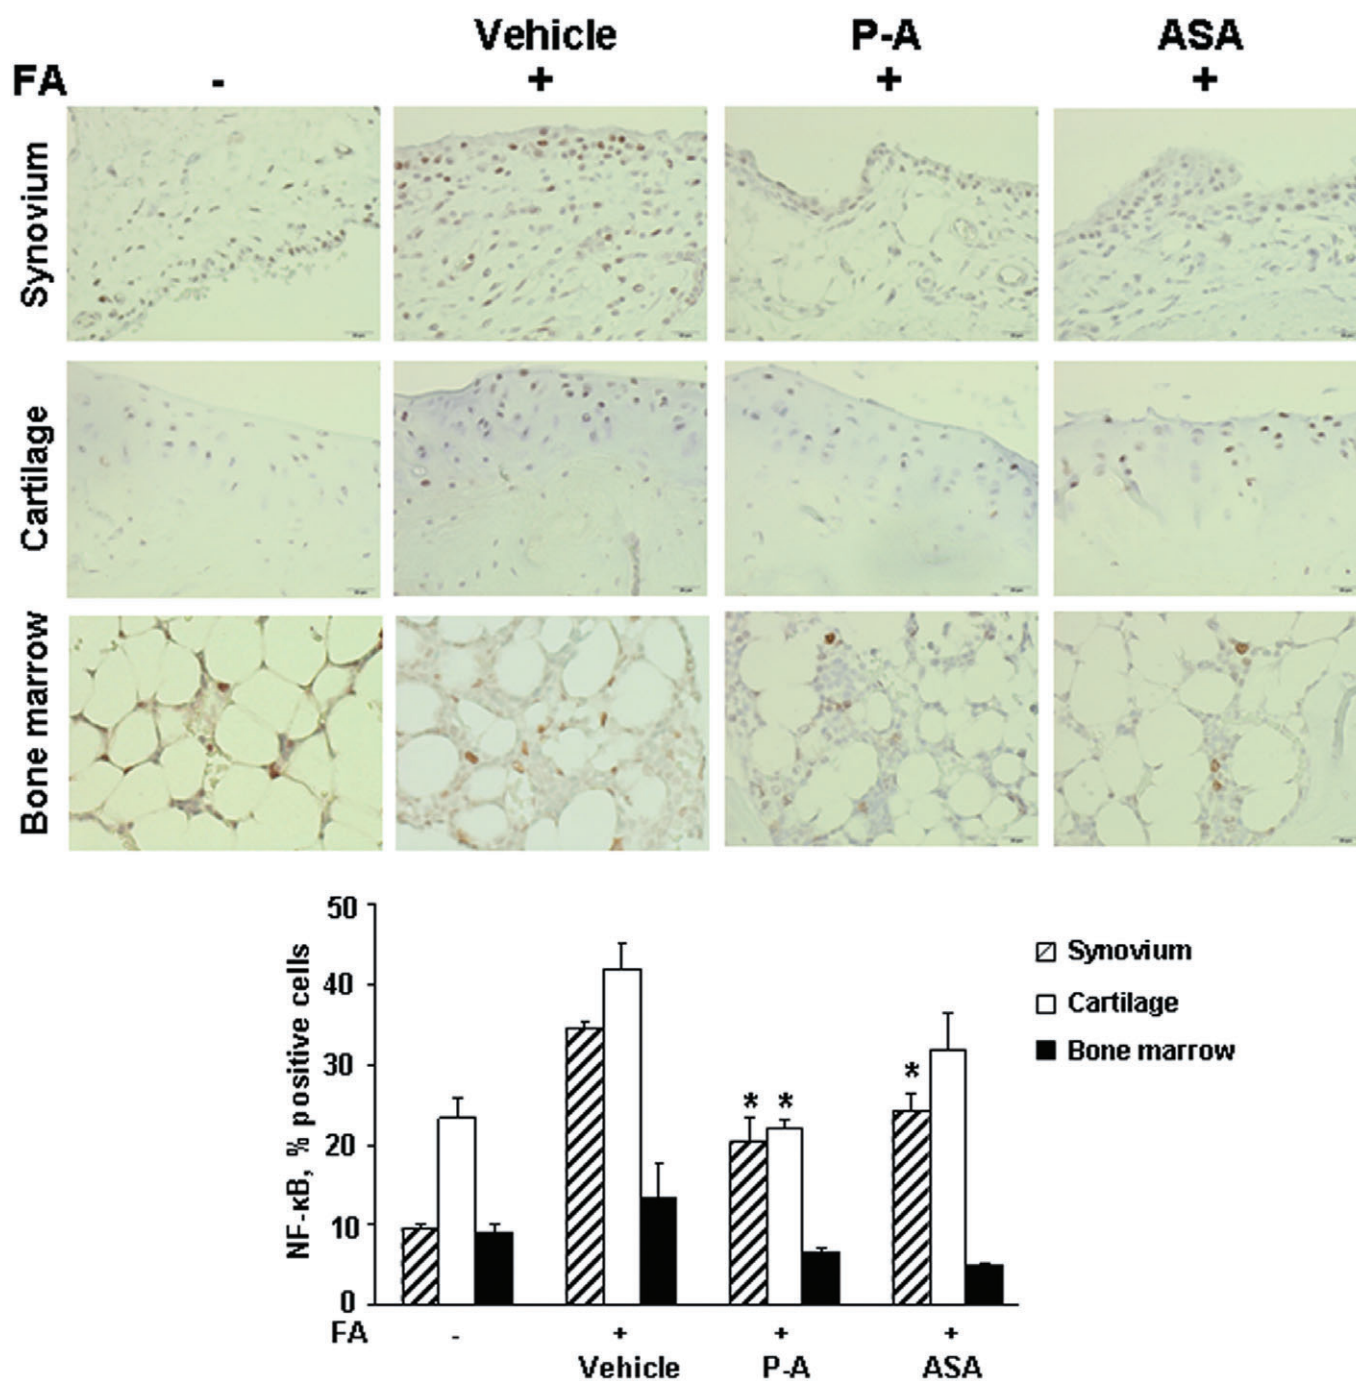 Vehicle P-A ASA
FA - + + +
Synovium
Cartilage
Bone marrow
NF-κB, % positive cells
50
40
30
20
10
0
* * *
Synovium
Cartilage
Bone marrow
FA - + + +
Vehicle P-A ASA